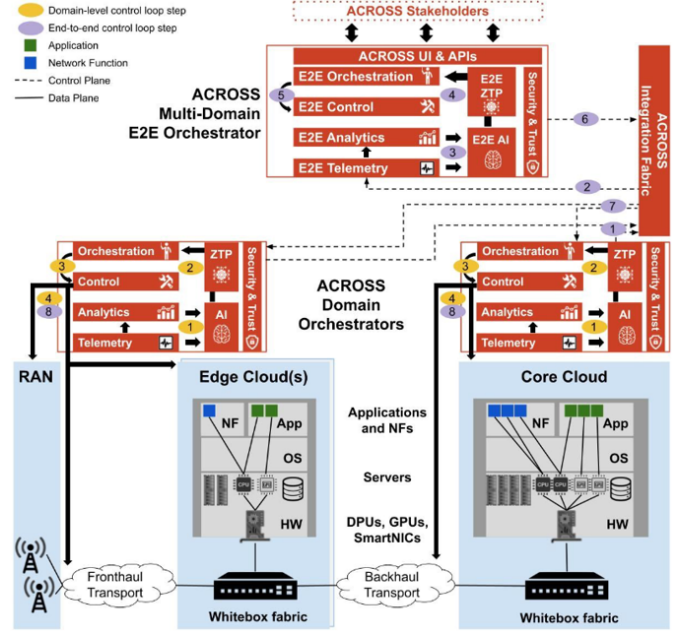 Domain-level control loop step
End-to-end control loop step
Application
Network Function
Control Plane
Data Plane
ACROSS Stakeholders
ACROSS UI & APIs
ACROSS
Multi-Domain
E2E Orchestrator
E2E Orchestration
E2E Control
E2E Analytics
E2E Telemetry
5
4
3
E2E
ZTP
E2E AI
Security & Trust
ACROSS
Integration Fabric
6
2
7
1
Orchestration
Control
Analytics
Telemetry
3
2
4
8
1
ZTP
AI
Security & Trust
ACROSS
Domain
Orchestrators
Orchestration
Control
Analytics
Telemetry
3
2
4
8
1
ZTP
AI
Security & Trust
RAN
Edge Cloud(s)
NF
App
OS
CPU
HW
Applications
and NFs
Servers
DPUs, GPUs,
SmartNICs
Core Cloud
NF
App
OS
CPU
CPU
HW
Fronthaul
Transport
Whitebox fabric
Backhaul
Transport
Whitebox fabric